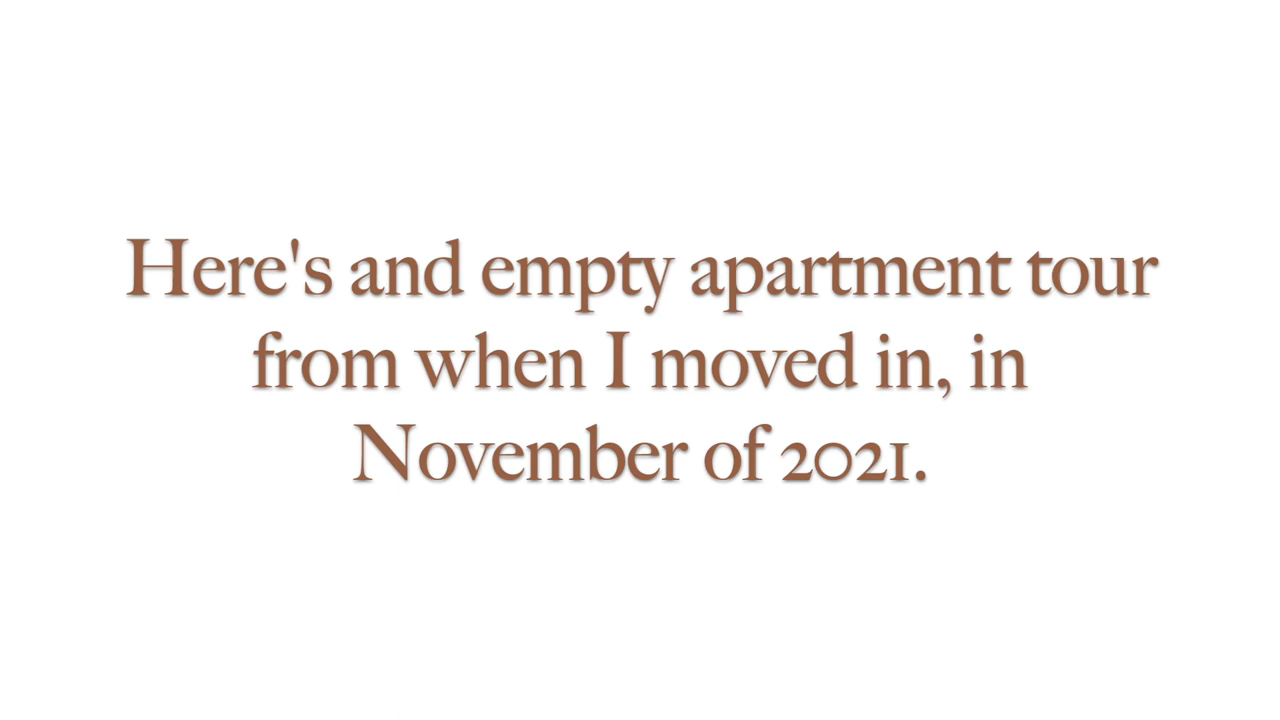 Here's and empty apartment tour
from when I moved in, in
November of 2021.